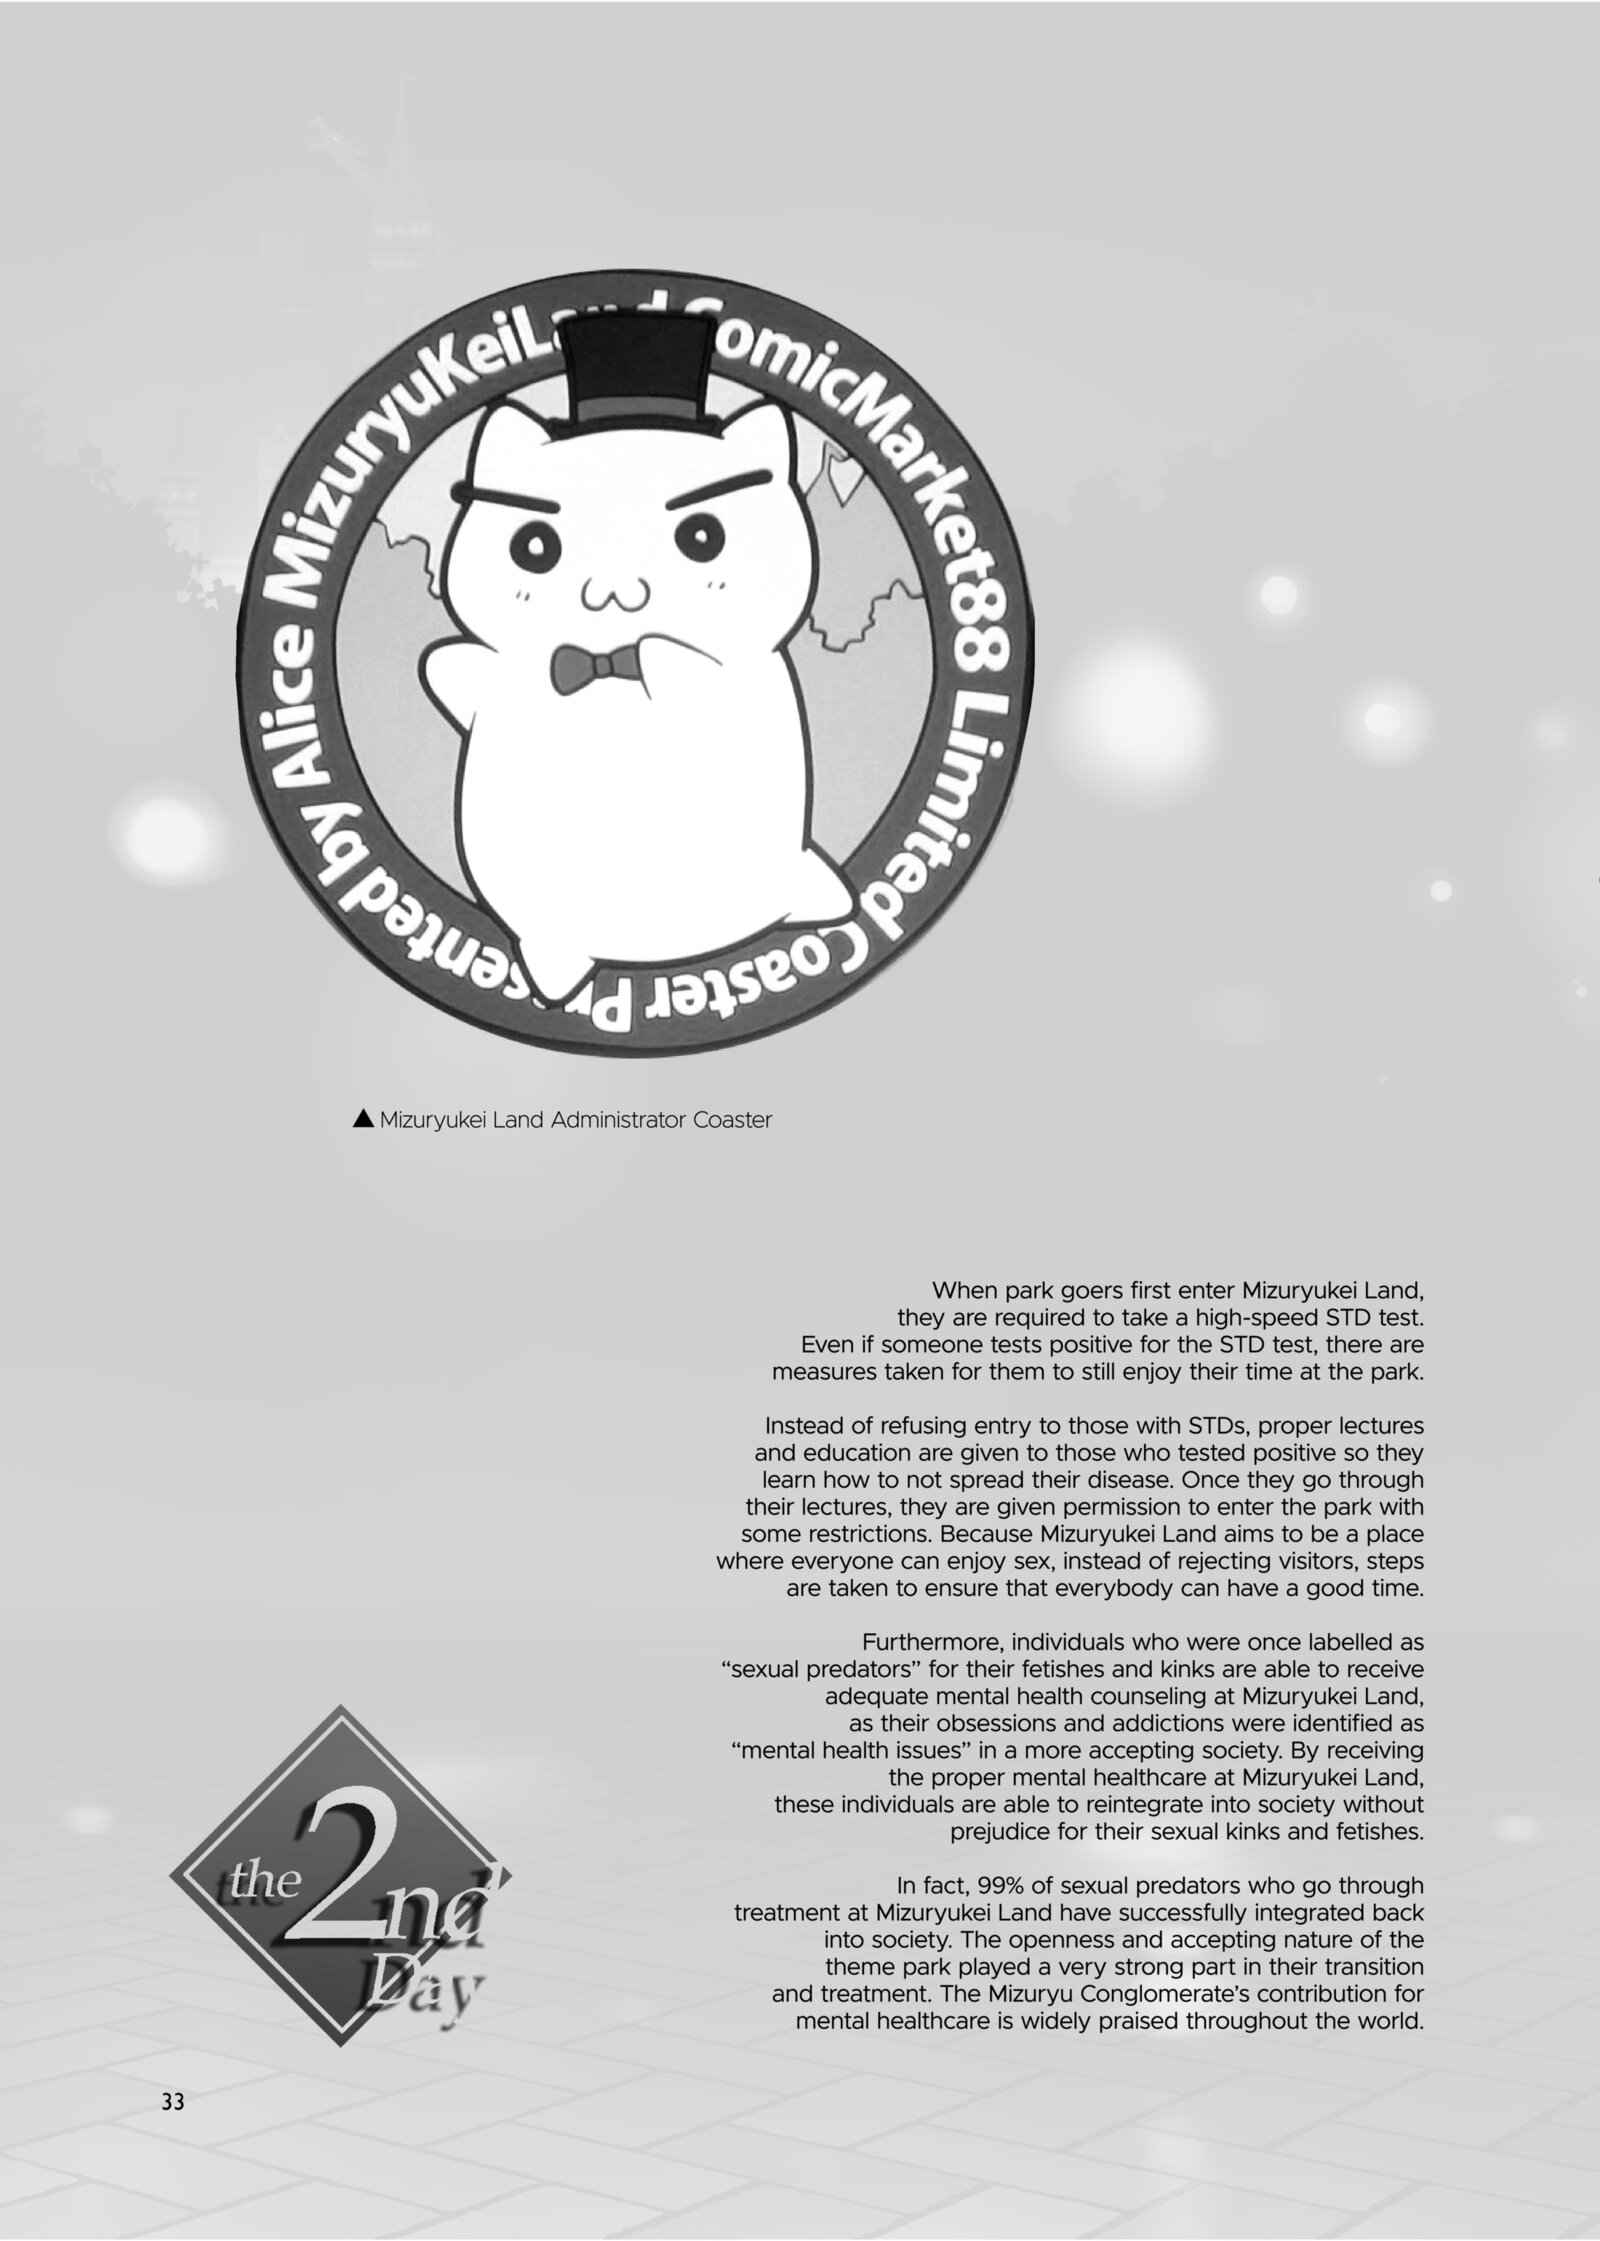 MizuryuKeiLand ComicMarket88 Limited Coaster Presented by Alice
▲ Mizuryukei Land Administrator Coaster
When park goers first enter Mizuryukei Land,
they are required to take a high-speed STD test.
Even if someone tests positive for the STD test, there are
measures taken for them to still enjoy their time at the park.
Instead of refusing entry to those with STDs, proper lectures
and education are given to those who tested positive so they
learn how to not spread their disease. Once they go through
their lectures, they are given permission to enter the park with
some restrictions. Because Mizuryukei Land aims to be a place
where everyone can enjoy sex, instead of rejecting visitors, steps
are taken to ensure that everybody can have a good time.
Furthermore, individuals who were once labelled as
“sexual predators” for their fetishes and kinks are able to receive
adequate mental health counseling at Mizuryukei Land,
as their obsessions and addictions were identified as
“mental health issues” in a more accepting society. By receiving
the proper mental healthcare at Mizuryukei Land,
these individuals are able to reintegrate into society without
prejudice for their sexual kinks and fetishes.
In fact, 99% of sexual predators who go through
treatment at Mizuryukei Land have successfully integrated back
into society. The openness and accepting nature of the
theme park played a very strong part in their transition
and treatment. The Mizuryu Conglomerate’s contribution for
mental healthcare is widely praised throughout the world.
the 2nd
Day
33